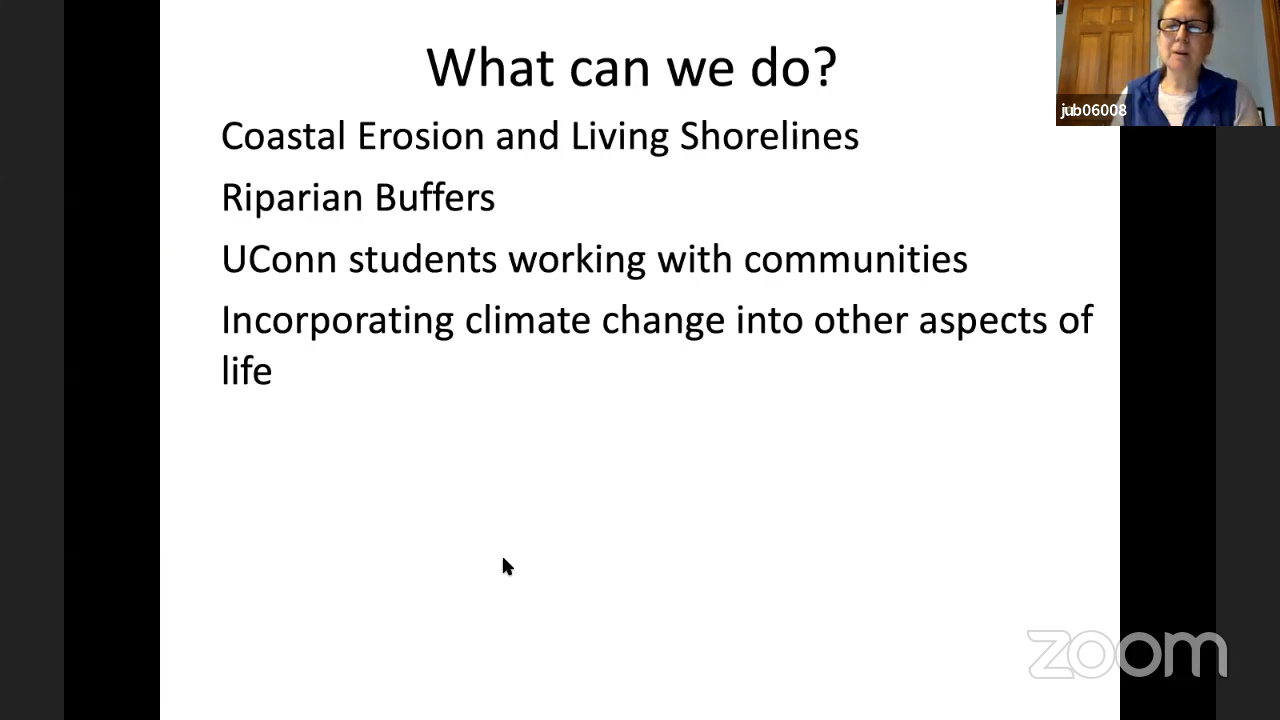 What can we do?
jub06008
Coastal Erosion and Living Shorelines
Riparian Buffers
UConn students working with communities
Incorporating climate change into other aspects of
life
zoom